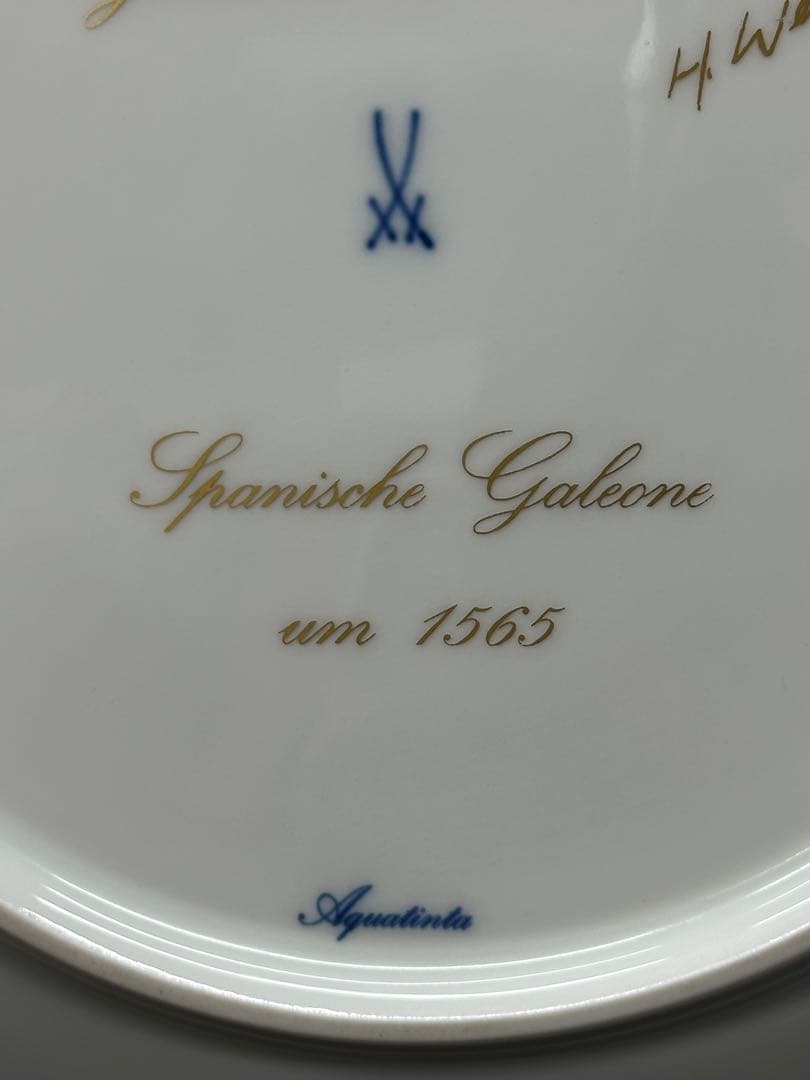 H. W
Spanische Galeone
um 1565
Aquatinta